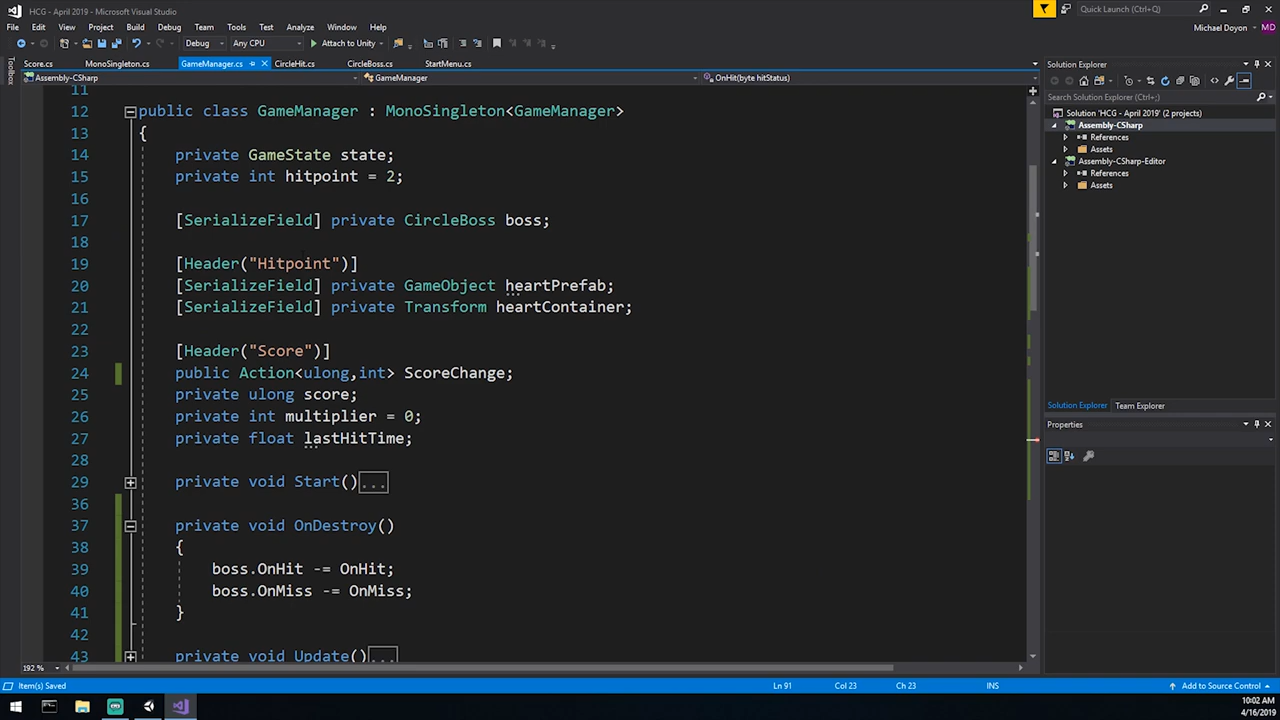 HCG - April 2019 - Microsoft Visual Studio
Quick Launch (Ctrl+Q)
File Edit View Project Build Debug Team Tools Test Analyze Window Help
Michael Doyon MD
Debug Any CPU Attach to Unity
Toolbox
Score.cs MonoSingleton.cs GameManager.cs CircleHit.cs CircleBoss.cs StartMenu.cs
Solution Explorer
Assembly-CSharp GameManager OnHit(byte hitStatus)
Search Solution Explorer (Ctrl+;)
Solution 'HCG - April 2019' (2 projects)
Assembly-CSharp
References
Assets
Assembly-CSharp-Editor
References
Assets
Solution Explorer Team Explorer
Properties
11
12 public class GameManager : MonoSingleton<GameManager>
13 {
14 private GameState state;
15 private int hitpoint = 2;
16
17 [SerializeField] private CircleBoss boss;
18
19 [Header("Hitpoint")]
20 [SerializeField] private GameObject heartPrefab;
21 [SerializeField] private Transform heartContainer;
22
23 [Header("Score")]
24 public Action<ulong,int> ScoreChange;
25 private ulong score;
26 private int multiplier = 0;
27 private float lastHitTime;
28
29 private void Start()...
36
37 private void OnDestroy()
38 {
39 boss.OnHit -= OnHit;
40 boss.OnMiss -= OnMiss;
41 }
42
43 private void Update()...
192 %
Item(s) Saved Ln 91 Col 23 Ch 23 INS Add to Source Control
10:02 AM
4/16/2019